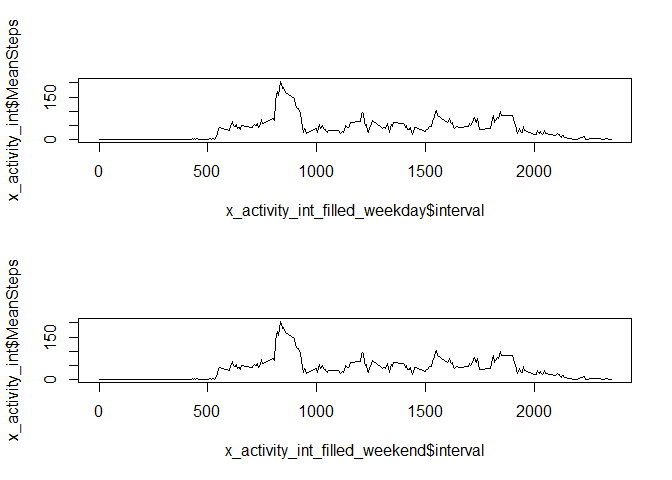 x_activity_int$MeanSteps
150
0
0 500 1000 1500 2000
x_activity_int_filled_weekday$interval
x_activity_int$MeanSteps
150
0
0 500 1000 1500 2000
x_activity_int_filled_weekend$interval